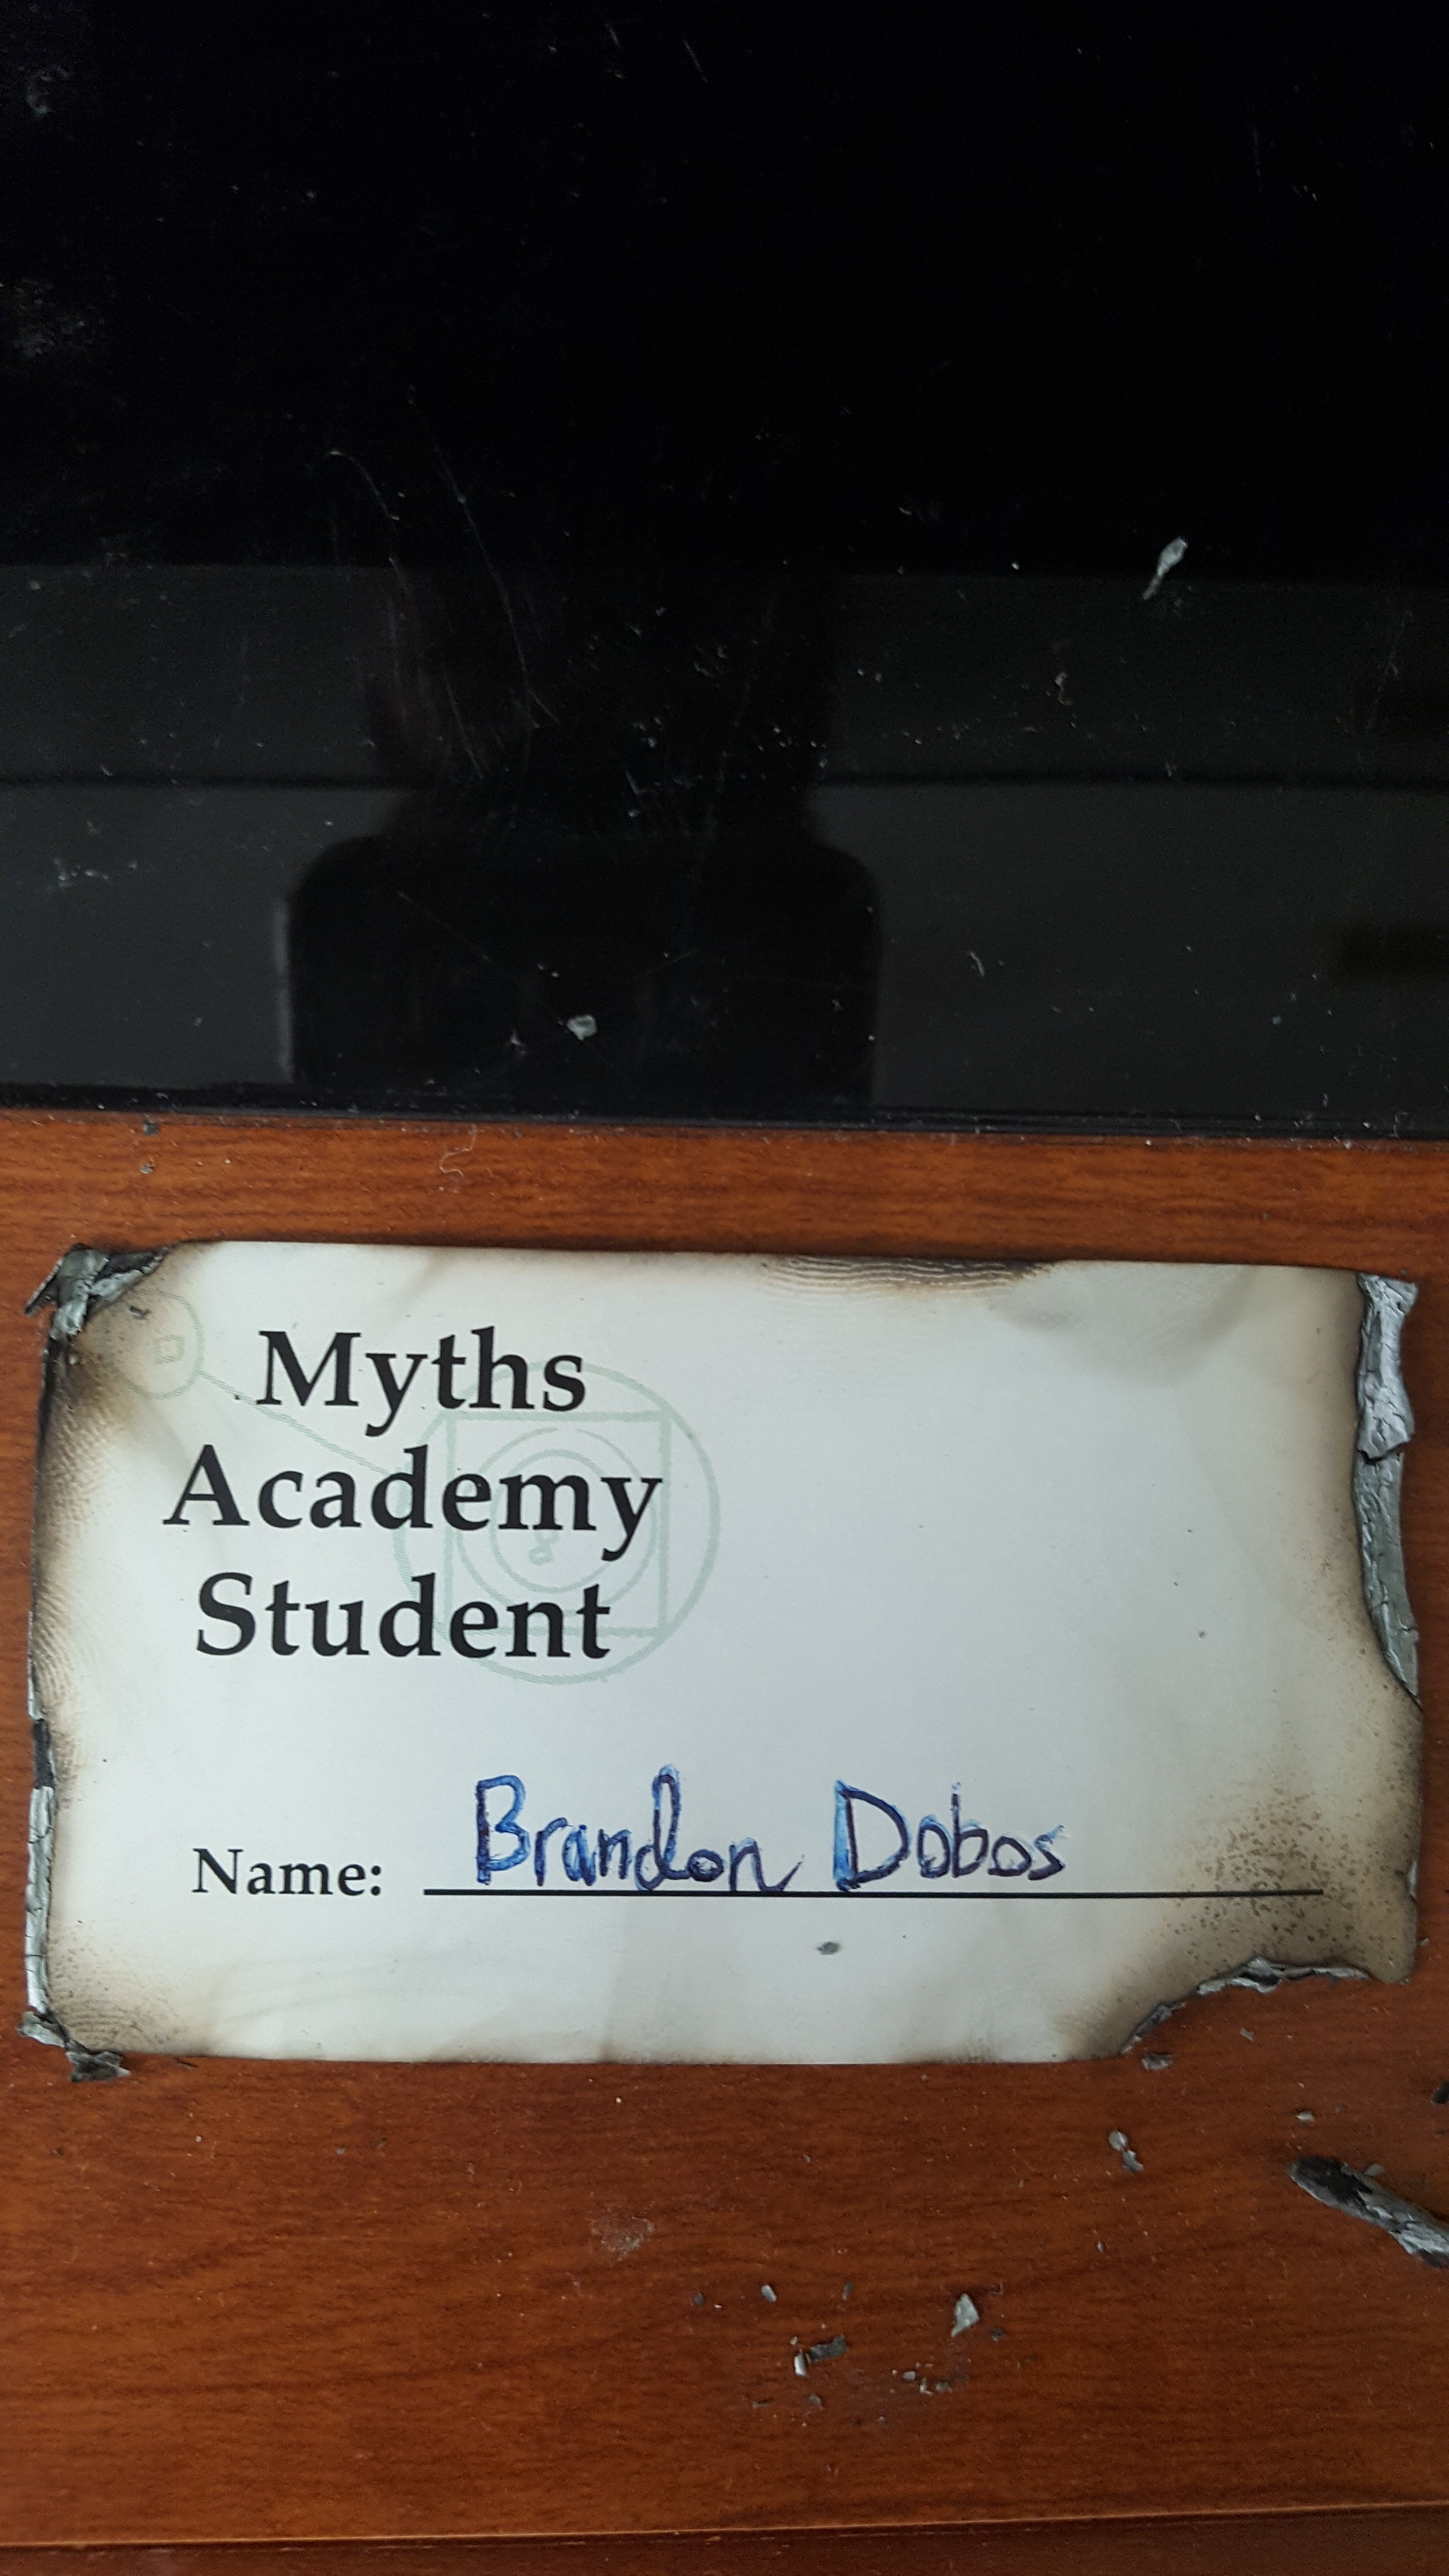 Myths
Academy
Student
Name: Brandon Dobos